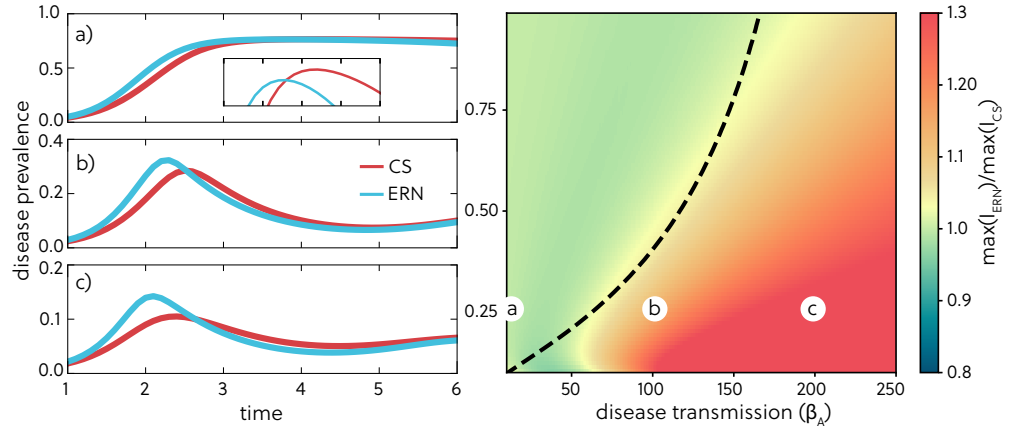 disease prevalence
a)
1.0
0.5
0.0
b)
0.4
0.2
0.0
CS
ERN
c)
0.2
0.1
0.0
1 2 3 4 5 6
time
0.75
0.50
0.25
a
b
c
50 100 150 200 250
disease transmission (β_A)
1.3
1.20
1.1
1.0
0.9
0.8
max(I_ERN)/max(I_CS)